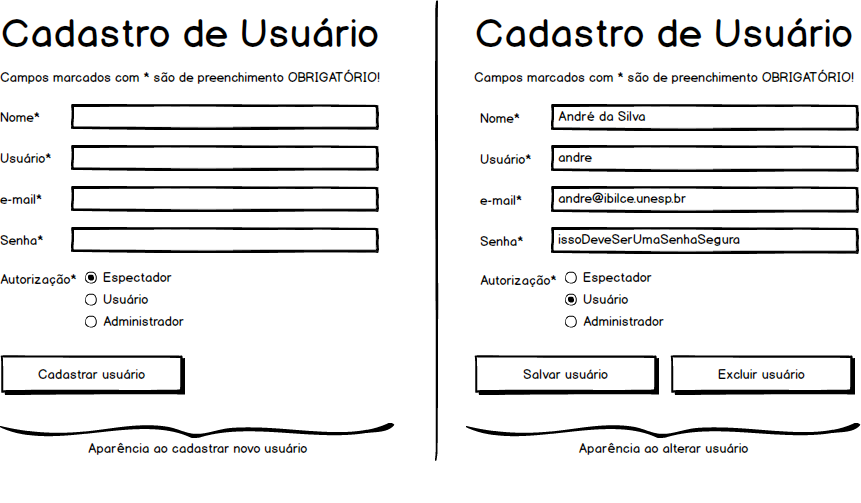 Cadastro de Usuário
Campos marcados com * são de preenchimento OBRIGATÓRIO!
Nome*
Usuário*
e-mail*
Senha*
Autorização* Espectador
Usuário
Administrador
Cadastrar usuário
Aparência ao cadastrar novo usuário
Cadastro de Usuário
Campos marcados com * são de preenchimento OBRIGATÓRIO!
Nome* André da Silva
Usuário* andre
e-mail* andre@ibilce.unesp.br
Senha* issoDeveSerUmaSenhaSegura
Autorização* Espectador
Usuário
Administrador
Salvar usuário Excluir usuário
Aparência ao alterar usuário